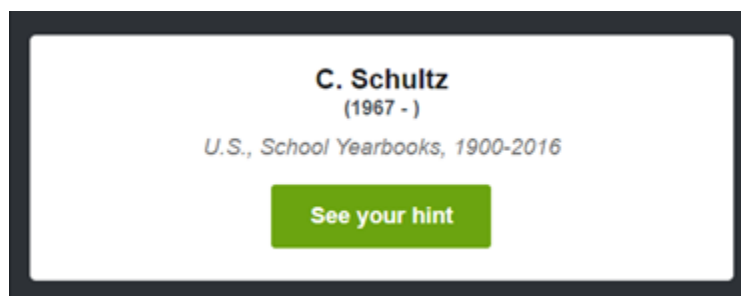 C. Schultz
(1967 - )
U.S., School Yearbooks, 1900-2016
See your hint